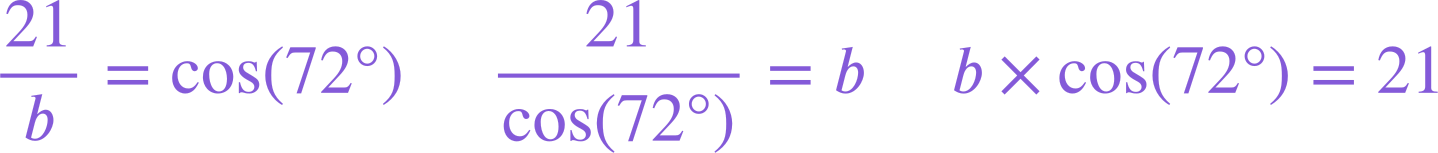 21/b = cos(72°)   21/cos(72°) = b   b × cos(72°) = 21